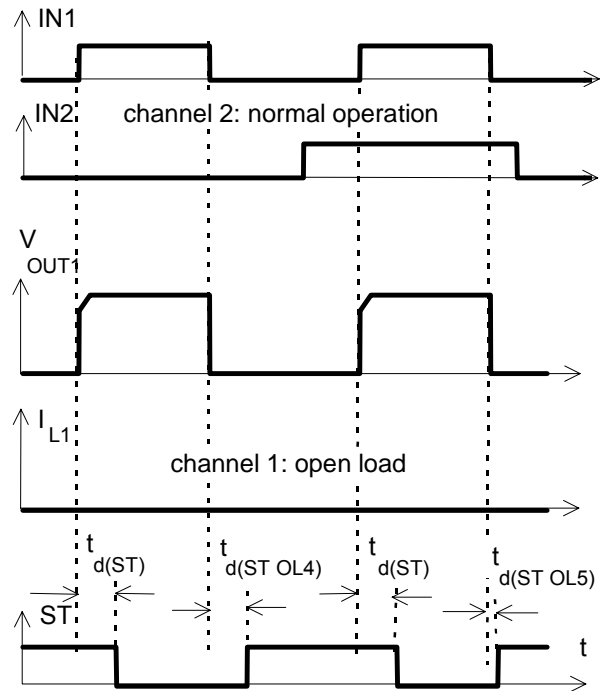 IN1
IN2
channel 2: normal operation
V
OUT1
I L1
channel 1: open load
t d(ST)
t d(ST OL4)
t d(ST)
t d(ST OL5)
ST
t